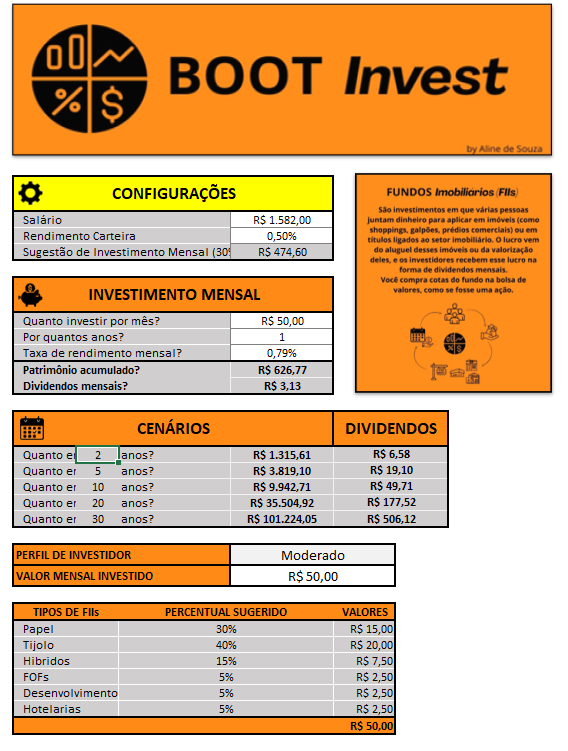 BOOT Invest
by Aline de Souza
CONFIGURAÇÕES
Salário R$ 1.582,00
Rendimento Carteira 0,50%
Sugestão de Investimento Mensal (30% R$ 474,60
FUNDOS Imobiliários (FIIs)
São investimentos em que várias pessoas
juntam dinheiro para aplicar em imóveis (como
shoppings, galpões, prédios comerciais) ou em
títulos ligados ao setor imobiliário. O lucro vem
do aluguel desses imóveis ou da valorização
deles, e os investidores recebem esse lucro na
forma de dividendos mensais.
Você compra cotas do fundo na bolsa de
valores, como se fosse uma ação.
INVESTIMENTO MENSAL
Quanto investir por mês? R$ 50,00
Por quantos anos? 1
Taxa de rendimento mensal? 0,79%
Patrimônio acumulado? R$ 626,77
Dividendos mensais? R$ 3,13
CENÁRIOS DIVIDENDOS
Quanto er 2 anos? R$ 1.315,61 R$ 6,58
Quanto er 5 anos? R$ 3.819,10 R$ 19,10
Quanto er 10 anos? R$ 9.942,71 R$ 49,71
Quanto er 20 anos? R$ 35.504,92 R$ 177,52
Quanto er 30 anos? R$ 101.224,05 R$ 506,12
PERFIL DE INVESTIDOR Moderado
VALOR MENSAL INVESTIDO R$ 50,00
TIPOS DE FIIs PERCENTUAL SUGERIDO VALORES
Papel 30% R$ 15,00
Tijolo 40% R$ 20,00
Hibridos 15% R$ 7,50
FOFs 5% R$ 2,50
Desenvolvimento 5% R$ 2,50
Hotelarias 5% R$ 2,50
R$ 50,00